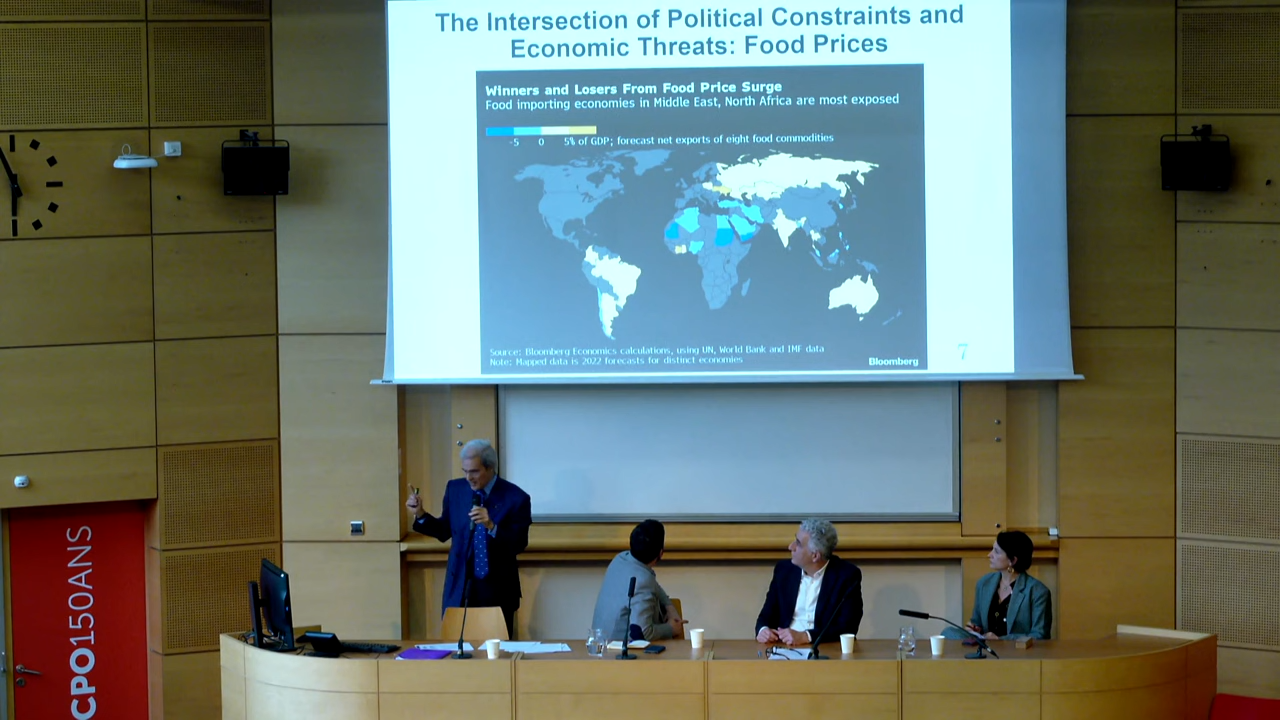 The Intersection of Political Constraints and
Economic Threats: Food Prices
Winners and Losers From Food Price Surge
Food importing economies in Middle East, North Africa are most exposed
-5 0 5% of GDP; forecast net exports of eight food commodities
Source: Bloomberg Economics calculations, using UN, World Bank and IMF data
Note: Mapped data is 2022 forecasts for distinct economies
Bloomberg
7
CPO150ANS